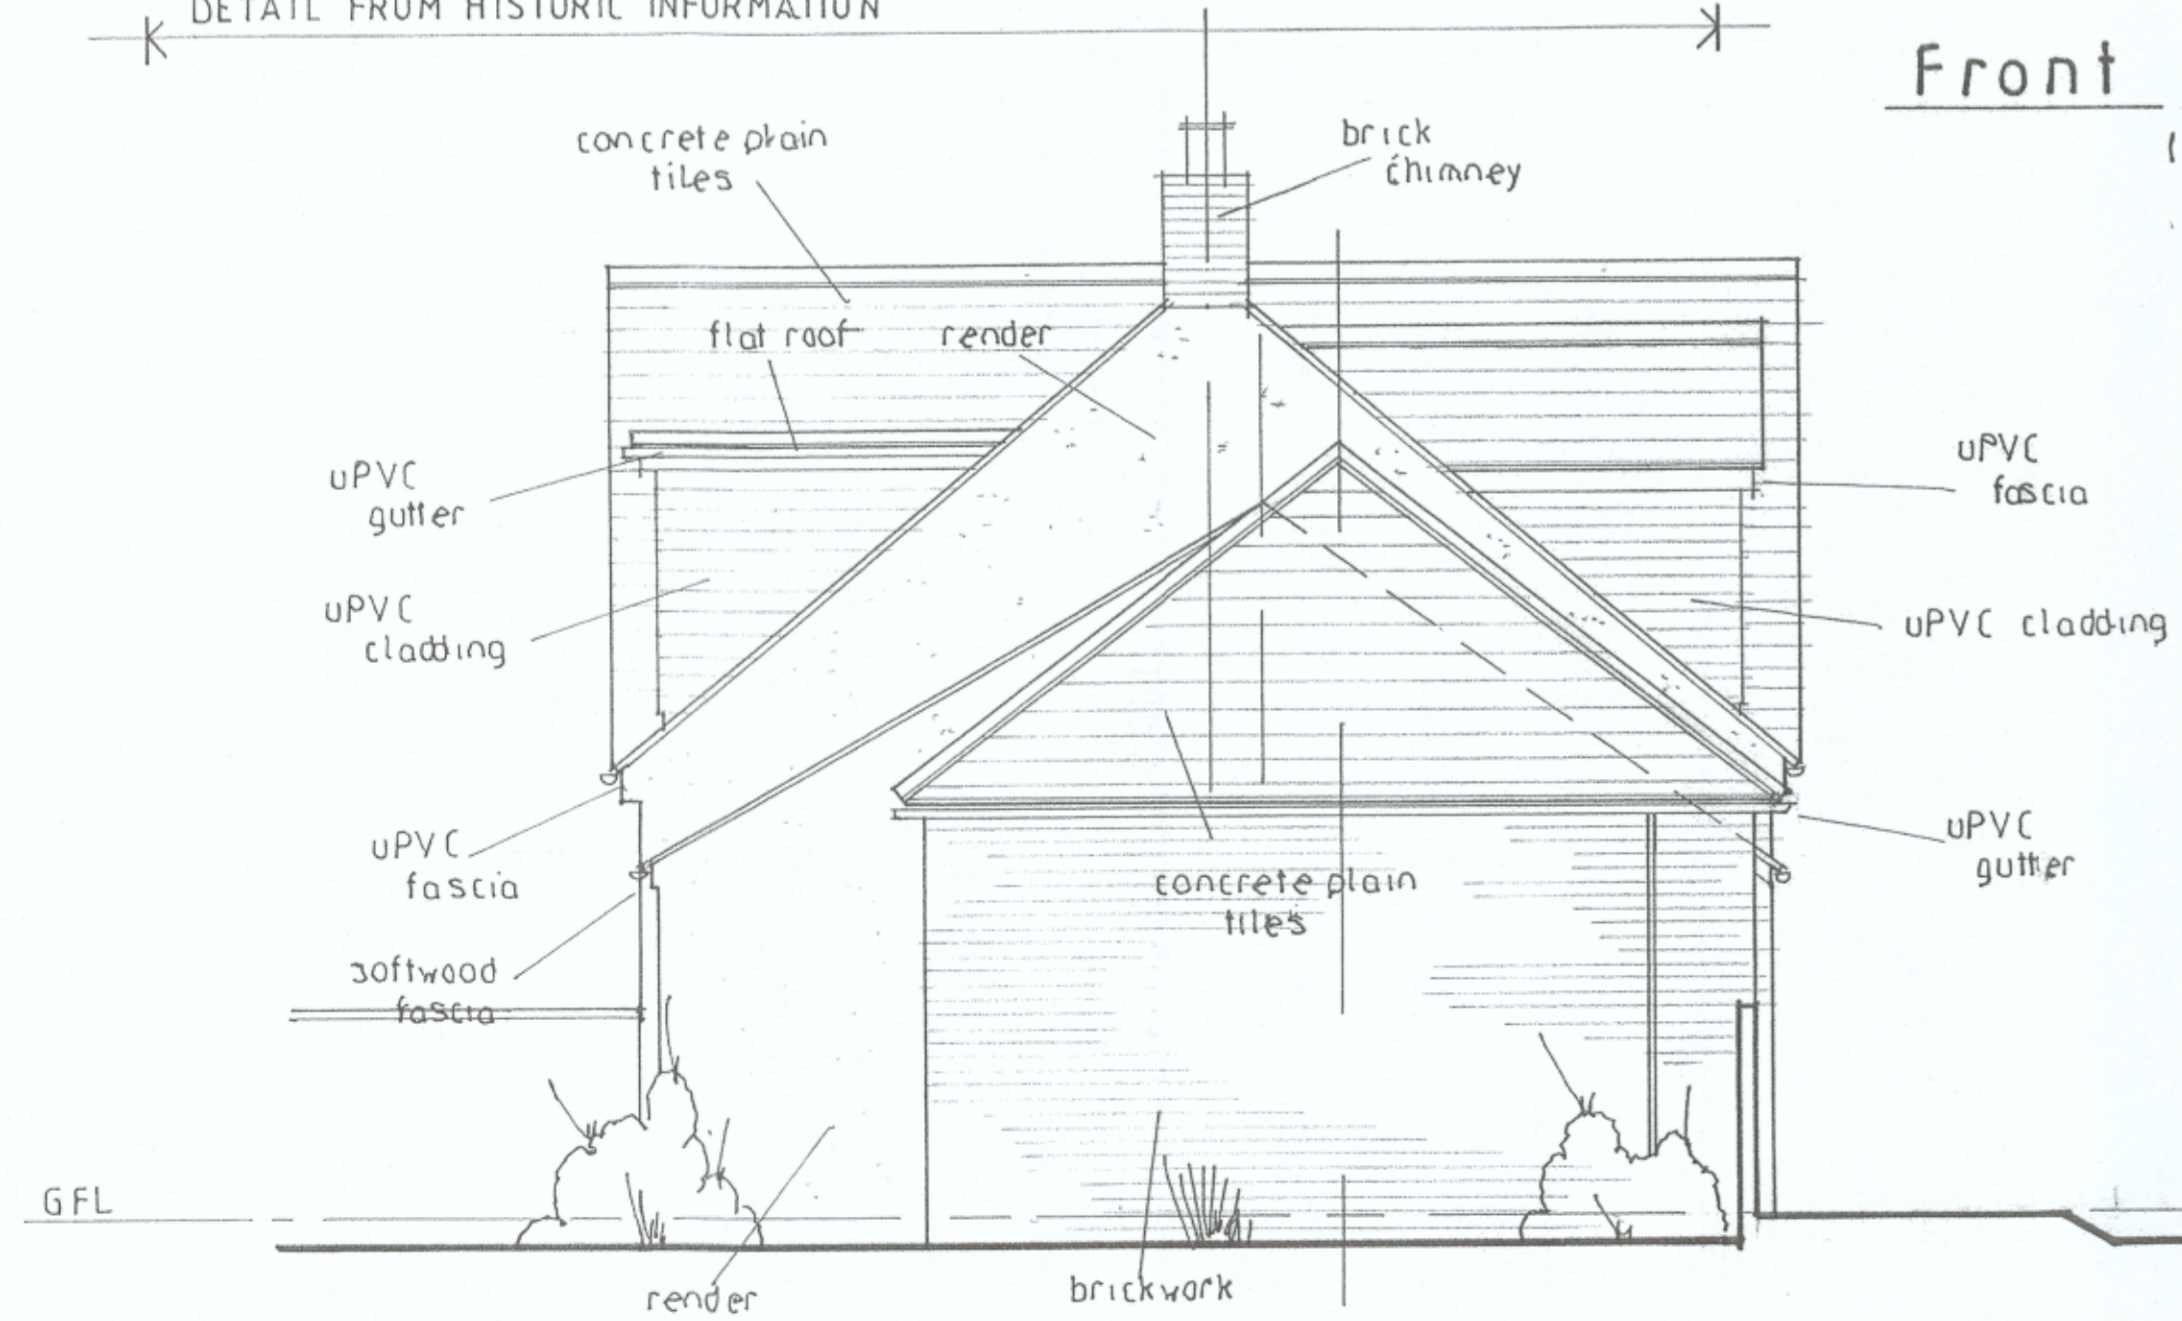 DETAIL FROM HISTORIC INFORMATION
Front
concrete plain
tiles
brick
chimney
flat roof
render
uPVC
gutter
uPVC
fascia
uPVC
cladding
uPVC cladding
uPVC
fascia
uPVC
gutter
concrete plain
tiles
softwood
fascia
GFL
render
brickwork